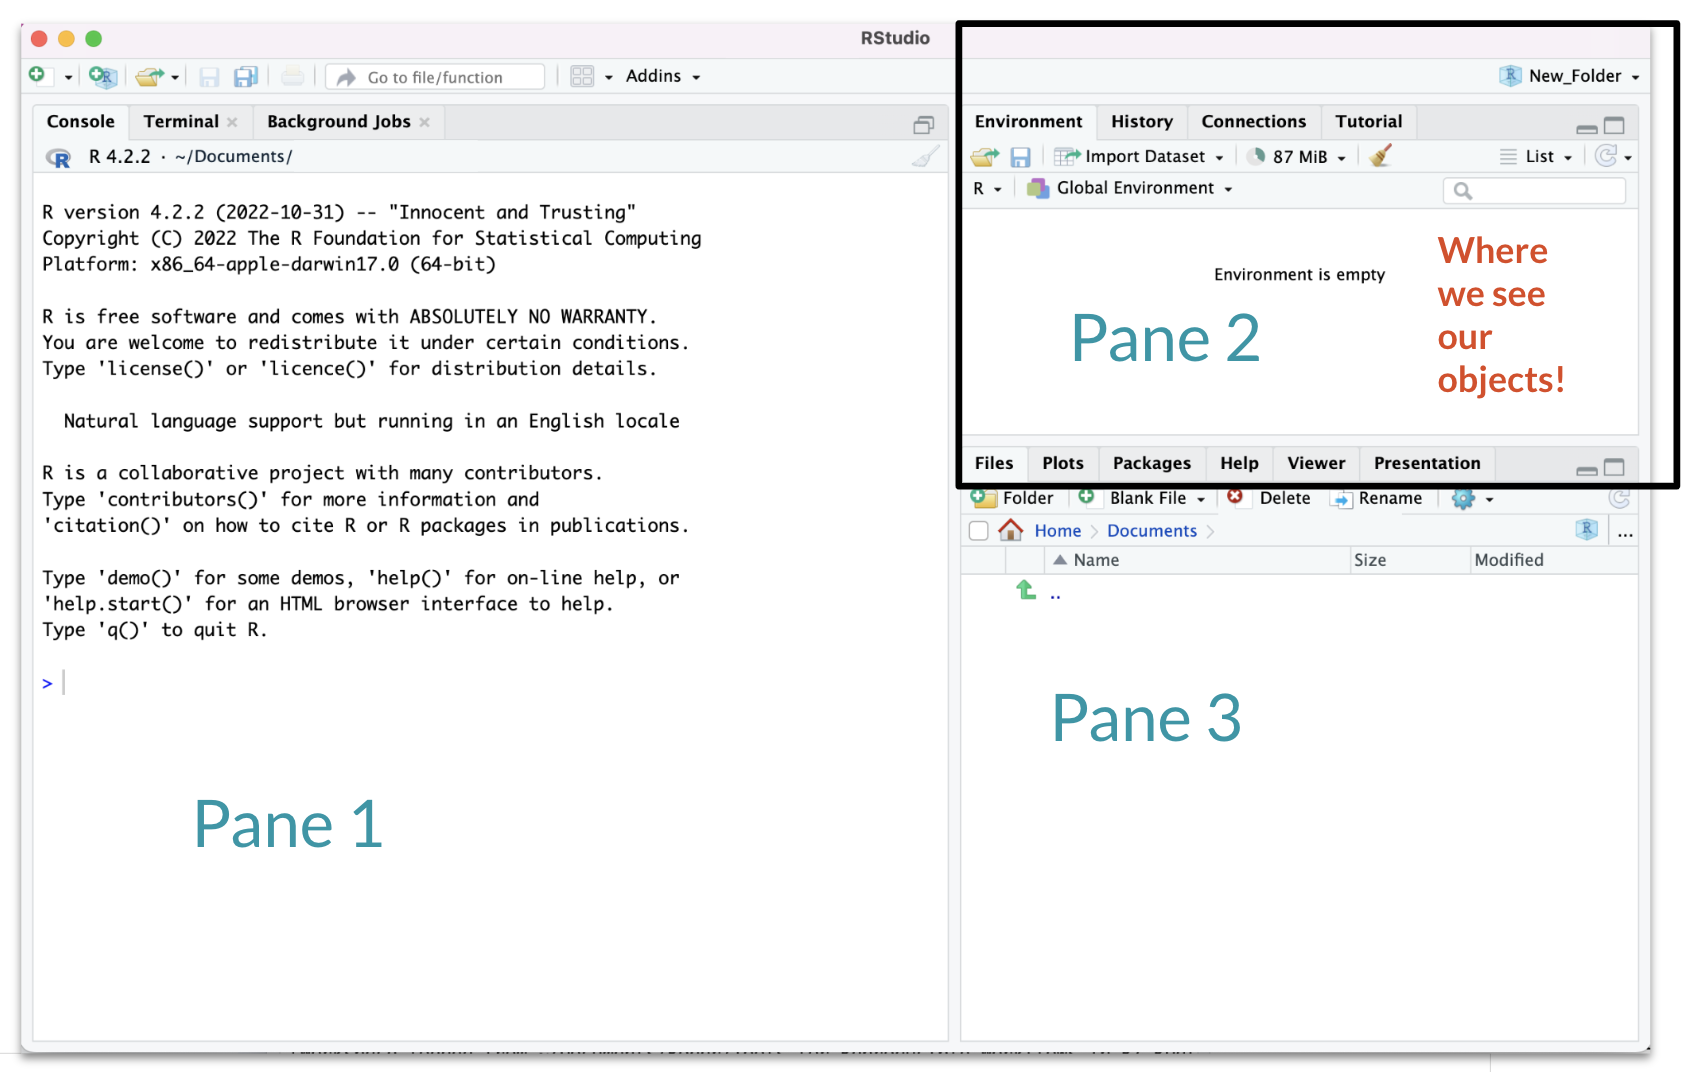 RStudio
Go to file/function
Addins
New_Folder
Console
Terminal
Background Jobs
R 4.2.2 · ~/Documents/
R version 4.2.2 (2022-10-31) -- "Innocent and Trusting"
Copyright (C) 2022 The R Foundation for Statistical Computing
Platform: x86_64-apple-darwin17.0 (64-bit)
R is free software and comes with ABSOLUTELY NO WARRANTY.
You are welcome to redistribute it under certain conditions.
Type 'license()' or 'licence()' for distribution details.
Natural language support but running in an English locale
R is a collaborative project with many contributors.
Type 'contributors()' for more information and
'citation()' on how to cite R or R packages in publications.
Type 'demo()' for some demos, 'help()' for on-line help, or
'help.start()' for an HTML browser interface to help.
Type 'q()' to quit R.
>
Pane 1
Environment
History
Connections
Tutorial
Import Dataset
87 MiB
List
R
Global Environment
Environment is empty
Pane 2
Where
we see
our
objects!
Files
Plots
Packages
Help
Viewer
Presentation
Folder
Blank File
Delete
Rename
Home
Documents
...
Name
Size
Modified
..
Pane 3